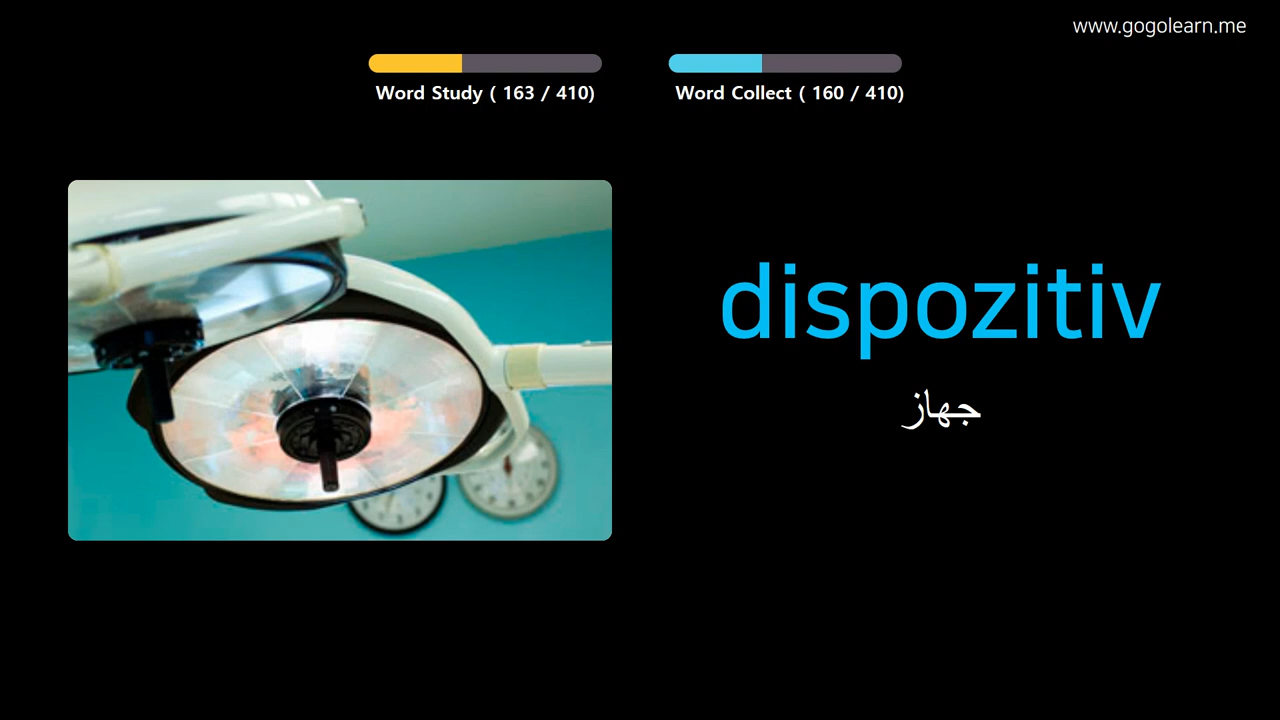 www.gogolearn.me
Word Study ( 163 / 410)
Word Collect ( 160 / 410)
dispozitiv
جهاز